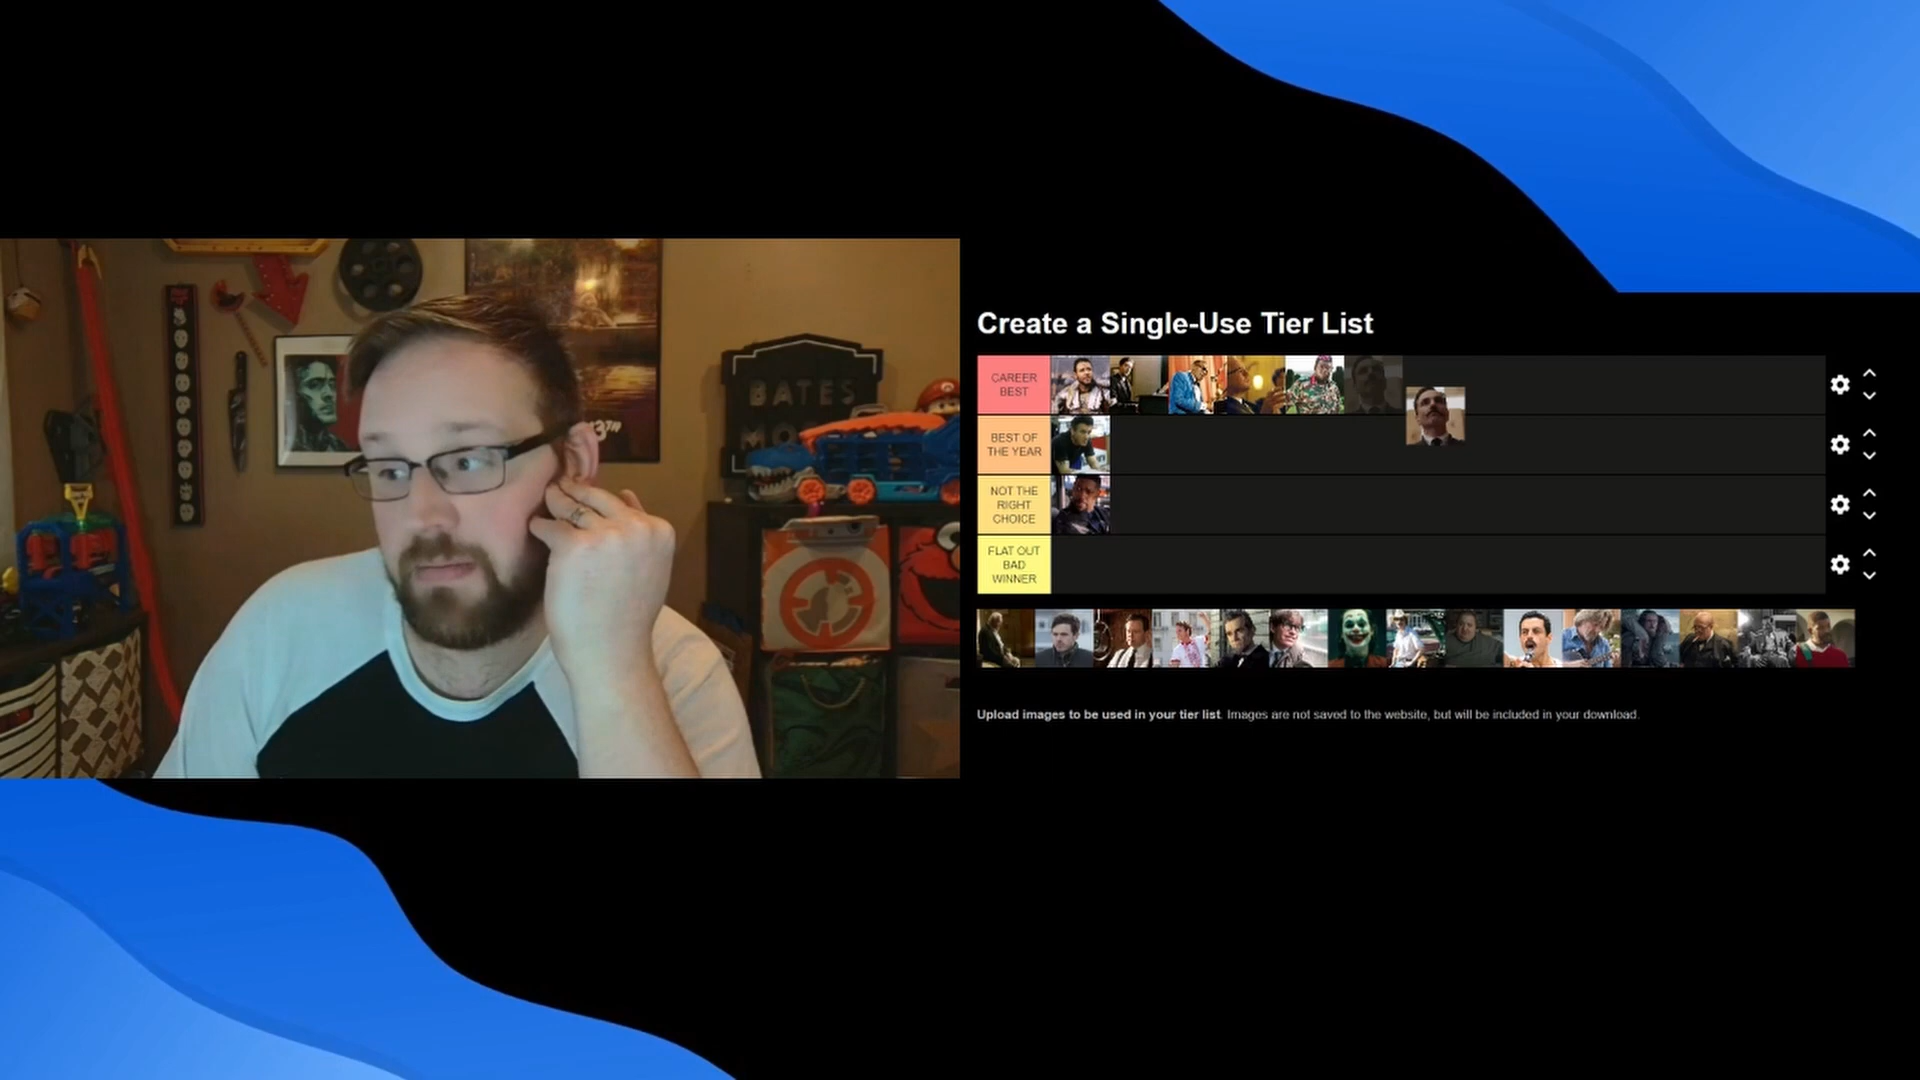 BATES
MO
13TH
Create a Single-Use Tier List
CAREER
BEST
BEST OF
THE YEAR
NOT THE
RIGHT
CHOICE
FLAT OUT
BAD
WINNER
Upload images to be used in your tier list. Images are not saved to the website, but will be included in your download.